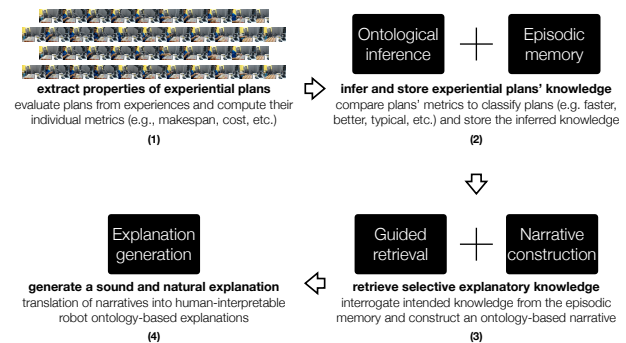 extract properties of experiential plans
evaluate plans from experiences and compute their
individual metrics (e.g., makespan, cost, etc.)
(1)
Ontological
inference
Episodic
memory
infer and store experiential plans' knowledge
compare plans' metrics to classify plans (e.g. faster,
better, typical, etc.) and store the inferred knowledge
(2)
Guided
retrieval
Narrative
construction
retrieve selective explanatory knowledge
interrogate intended knowledge from the episodic
memory and construct an ontology-based narrative
(3)
Explanation
generation
generate a sound and natural explanation
translation of narratives into human-interpretable
robot ontology-based explanations
(4)